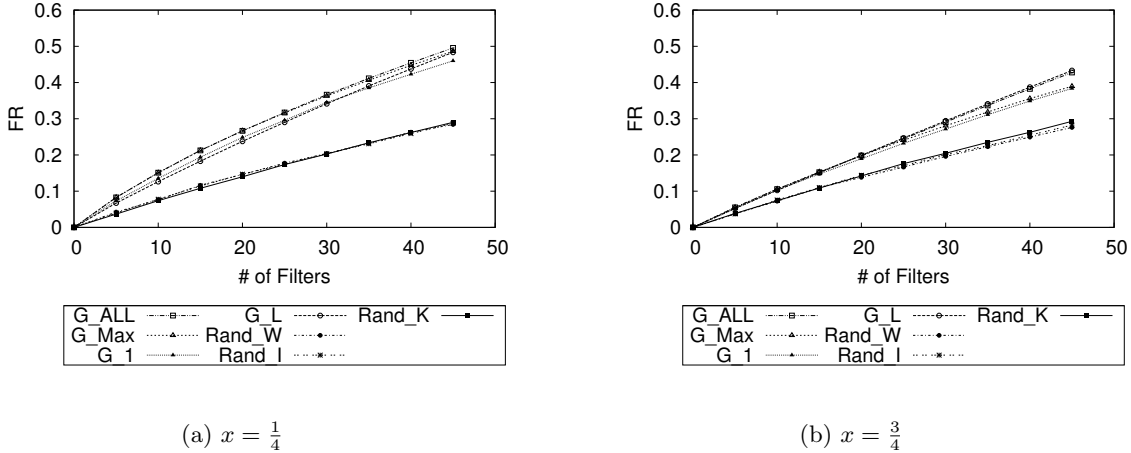 0.6
0.5
0.4
0.3
0.2
0.1
0
FR
0 10 20 30 40 50
# of Filters
G_ALL G_L Rand_K
G_Max Rand_W
G_1 Rand_I
(a) x = 1/4
0.6
0.5
0.4
0.3
0.2
0.1
0
FR
0 10 20 30 40 50
# of Filters
G_ALL G_L Rand_K
G_Max Rand_W
G_1 Rand_I
(b) x = 3/4